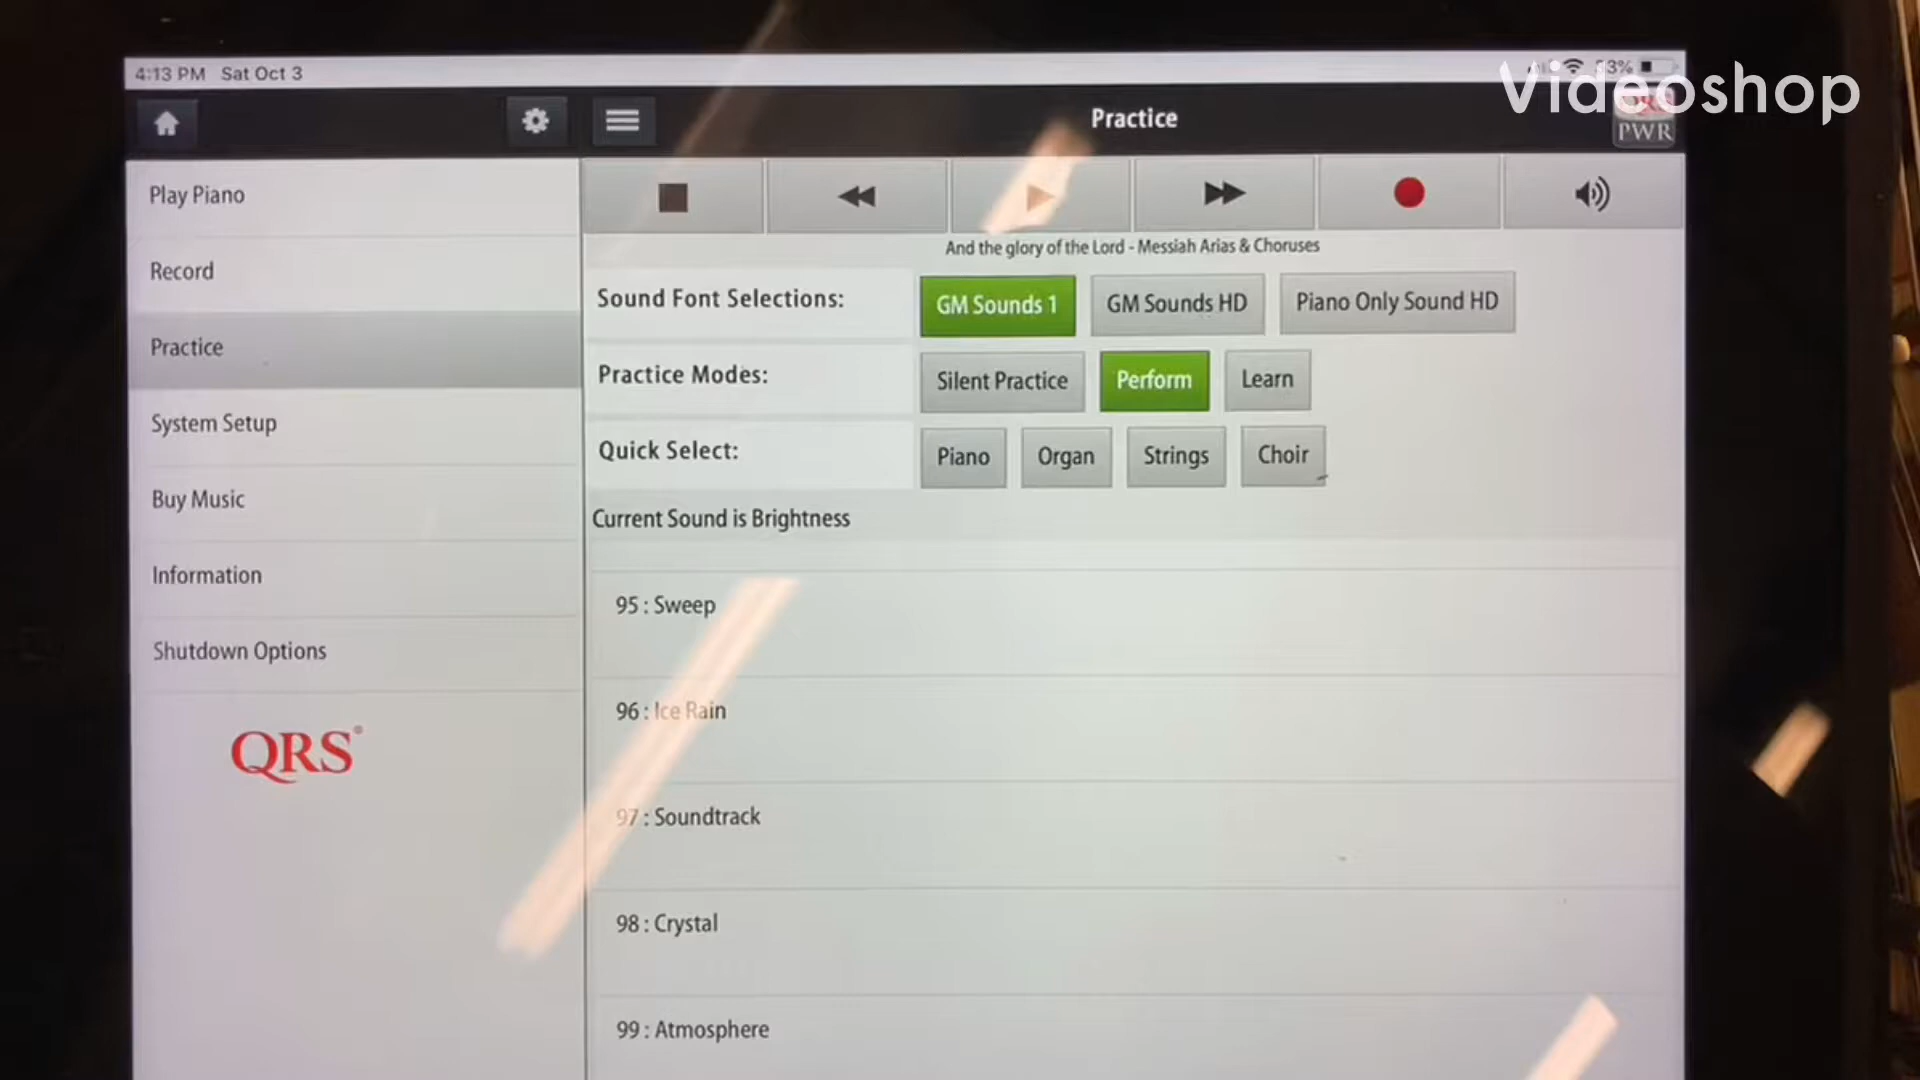 4:13 PM Sat Oct 3
Videoshop
Practice
PWR
Play Piano
Record
Practice
System Setup
Buy Music
Information
Shutdown Options
QRS
And the glory of the Lord - Messiah Arias & Choruses
Sound Font Selections: GM Sounds 1 GM Sounds HD Piano Only Sound HD
Practice Modes: Silent Practice Perform Learn
Quick Select: Piano Organ Strings Choir
Current Sound is Brightness
95 : Sweep
96 : Ice Rain
97 : Soundtrack
98 : Crystal
99 : Atmosphere